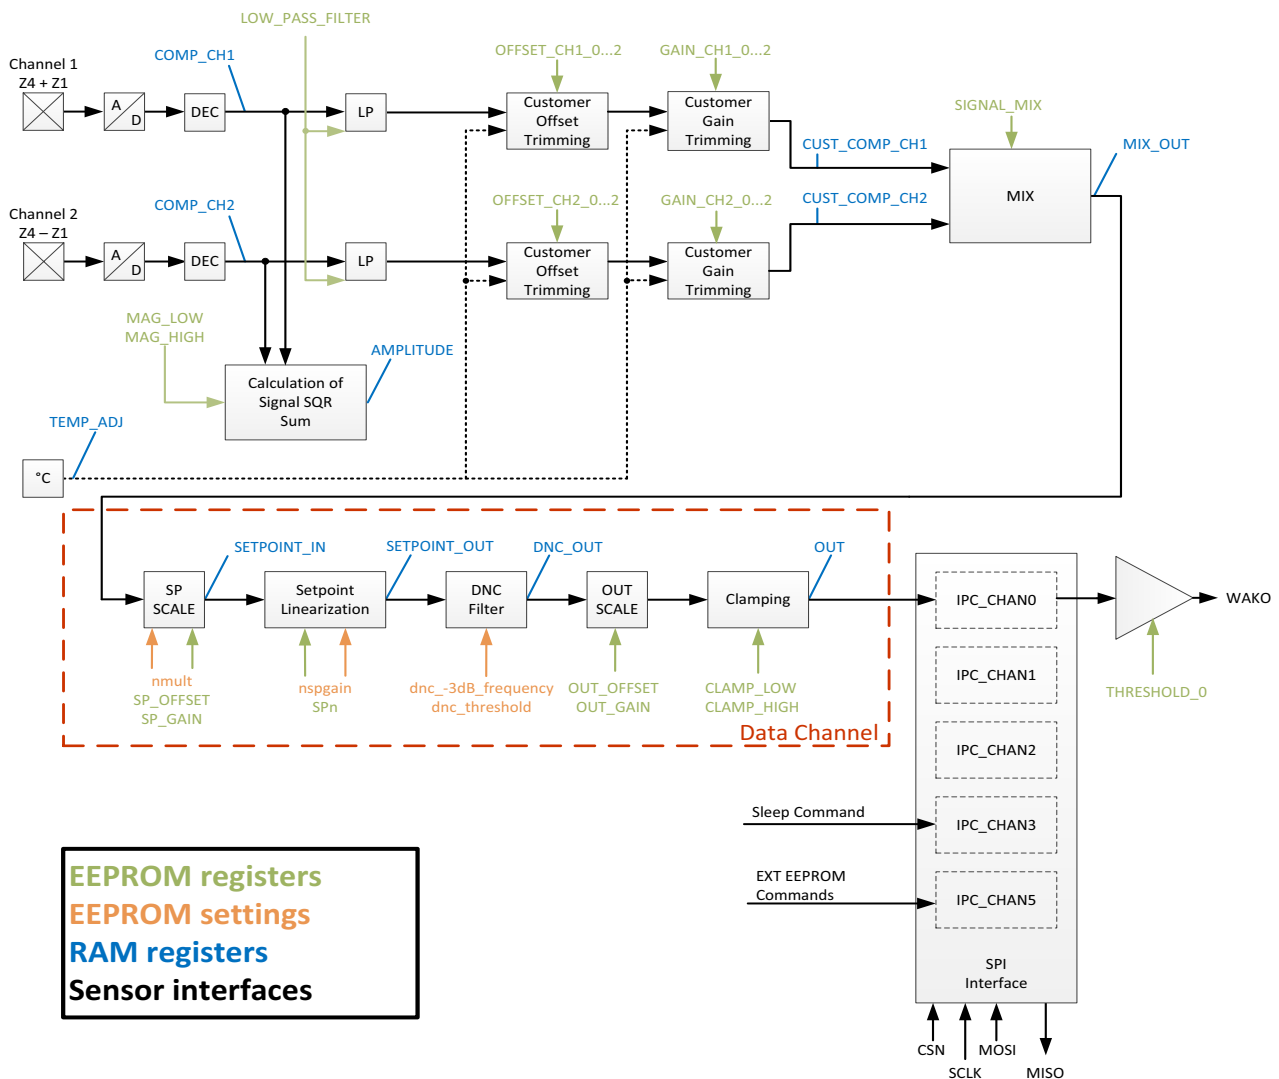 LOW_PASS_FILTER
Channel 1
Z4 + Z1
COMP_CH1
OFFSET_CH1_0...2
GAIN_CH1_0...2
A
D
DEC
LP
Customer
Offset
Trimming
Customer
Gain
Trimming
SIGNAL_MIX
CUST_COMP_CH1
MIX_OUT
Channel 2
Z4 – Z1
COMP_CH2
OFFSET_CH2_0...2
GAIN_CH2_0...2
CUST_COMP_CH2
MIX
A
D
DEC
LP
Customer
Offset
Trimming
Customer
Gain
Trimming
MAG_LOW
MAG_HIGH
AMPLITUDE
Calculation of
Signal SQR
Sum
TEMP_ADJ
°C
SETPOINT_IN
SETPOINT_OUT
DNC_OUT
OUT
SP
SCALE
Setpoint
Linearization
DNC
Filter
OUT
SCALE
Clamping
IPC_CHAN0
WAKO
nmult
SP_OFFSET
SP_GAIN
nspgain
SPn
dnc_-3dB_frequency
dnc_threshold
OUT_OFFSET
OUT_GAIN
CLAMP_LOW
CLAMP_HIGH
Data Channel
IPC_CHAN1
THRESHOLD_0
IPC_CHAN2
Sleep Command
IPC_CHAN3
EXT EEPROM
Commands
IPC_CHAN5
SPI
Interface
EEPROM registers
EEPROM settings
RAM registers
Sensor interfaces
CSN
SCLK
MOSI
MISO